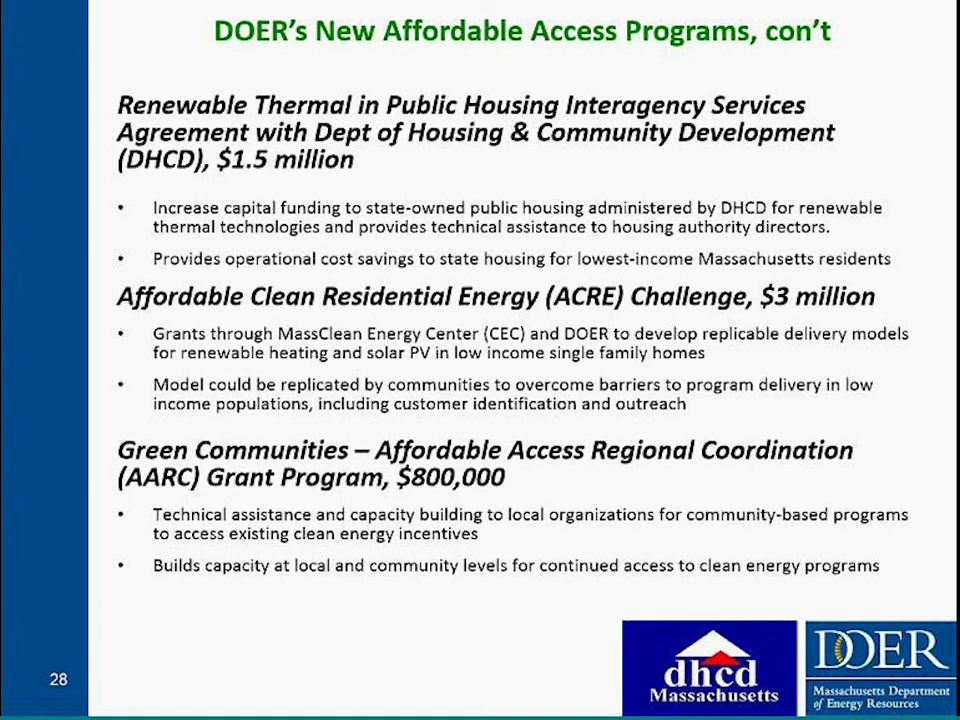 DOER’s New Affordable Access Programs, con’t
Renewable Thermal in Public Housing Interagency Services
Agreement with Dept of Housing & Community Development
(DHCD), $1.5 million
• Increase capital funding to state-owned public housing administered by DHCD for renewable
thermal technologies and provides technical assistance to housing authority directors.
• Provides operational cost savings to state housing for lowest-income Massachusetts residents
Affordable Clean Residential Energy (ACRE) Challenge, $3 million
• Grants through MassClean Energy Center (CEC) and DOER to develop replicable delivery models
for renewable heating and solar PV in low income single family homes
• Model could be replicated by communities to overcome barriers to program delivery in low
income populations, including customer identification and outreach
Green Communities – Affordable Access Regional Coordination
(AARC) Grant Program, $800,000
• Technical assistance and capacity building to local organizations for community-based programs
to access existing clean energy incentives
• Builds capacity at local and community levels for continued access to clean energy programs
28
dhcd
Massachusetts
DOER
Massachusetts Department
of Energy Resources